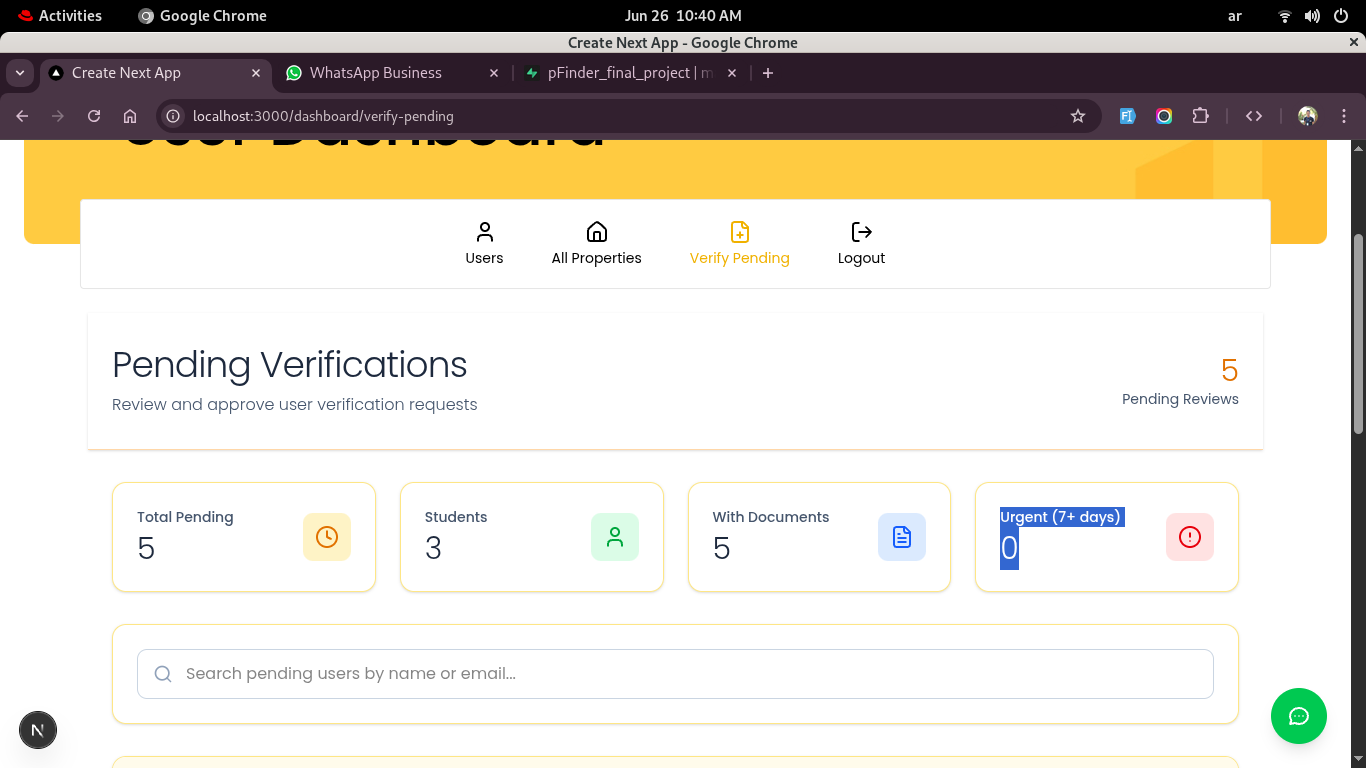 Activities Google Chrome Jun 26 10:40 AM ar
Create Next App - Google Chrome
Create Next App WhatsApp Business pFinder_final_project | m
localhost:3000/dashboard/verify-pending
User Dashboard
Users All Properties Verify Pending Logout
Pending Verifications
Review and approve user verification requests
5
Pending Reviews
Total Pending
5
Students
3
With Documents
5
Urgent (7+ days)
0
Search pending users by name or email...
N